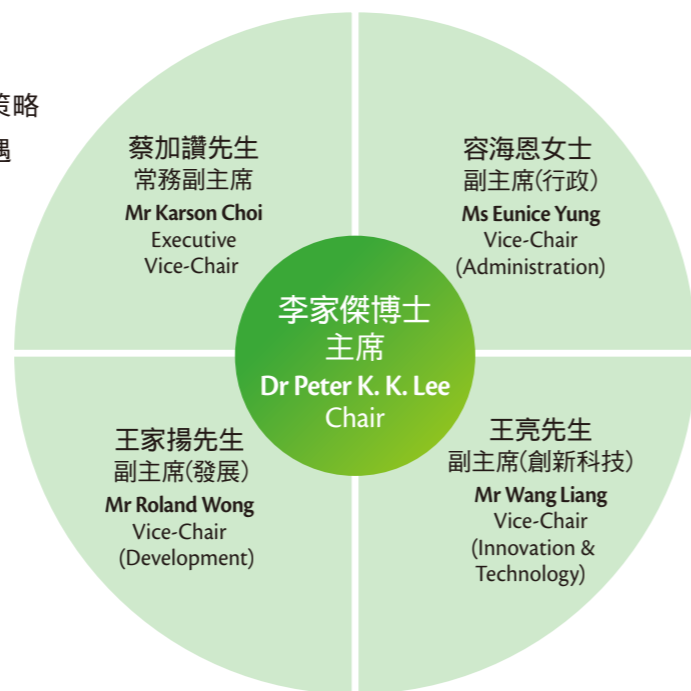 策略
遇
蔡加讚先生
常務副主席
Mr Karson Choi
Executive
Vice-Chair
容海恩女士
副主席(行政)
Ms Eunice Yung
Vice-Chair
(Administration)
李家傑博士
主席
Dr Peter K. K. Lee
Chair
王家揚先生
副主席(發展)
Mr Roland Wong
Vice-Chair
(Development)
王亮先生
副主席(創新科技)
Mr Wang Liang
Vice-Chair
(Innovation &
Technology)